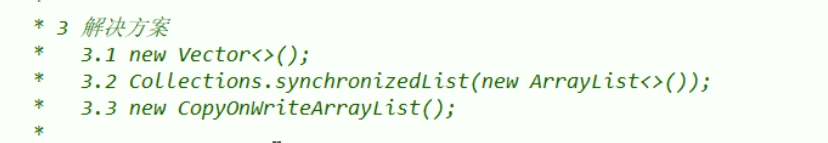 * 3 解决方案
* 3.1 new Vector<>();
* 3.2 Collections.synchronizedList(new ArrayList<>());
* 3.3 new CopyOnWriteArrayList();
*